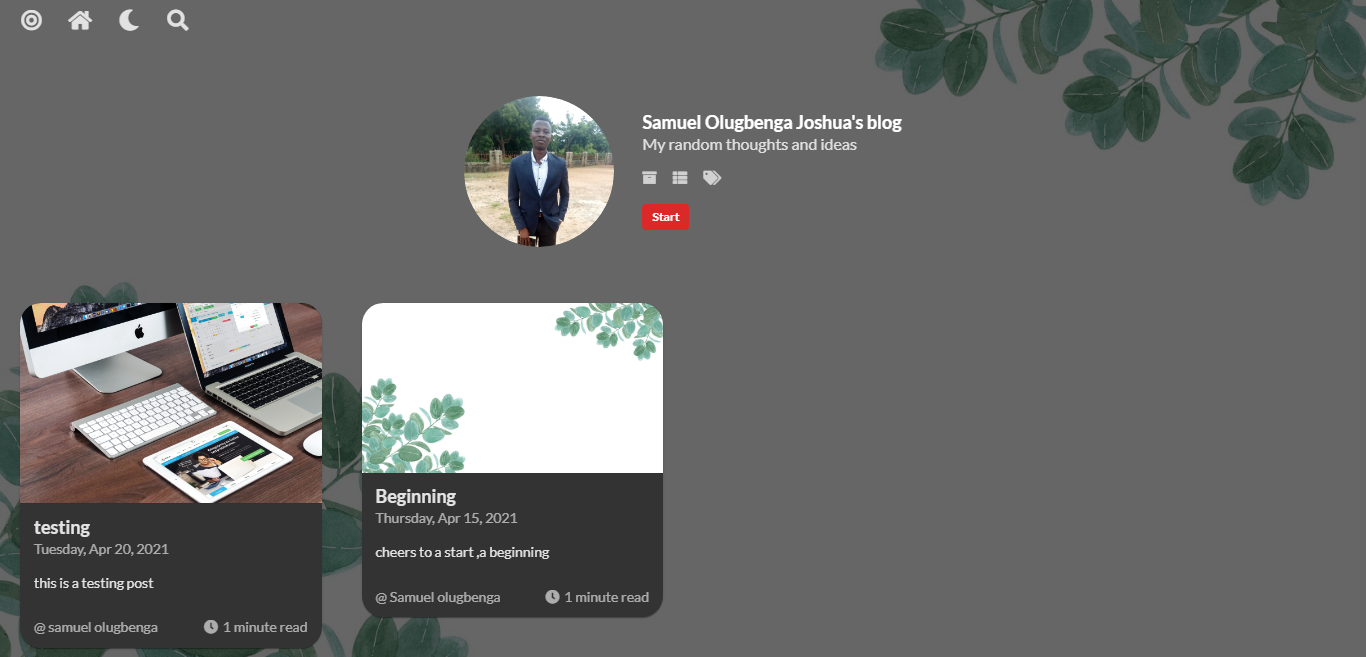 Samuel Olugbenga Joshua's blog
My random thoughts and ideas
Start
testing
Tuesday, Apr 20, 2021
this is a testing post
@ samuel olugbenga
1 minute read
Beginning
Thursday, Apr 15, 2021
cheers to a start ,a beginning
@ Samuel olugbenga
1 minute read